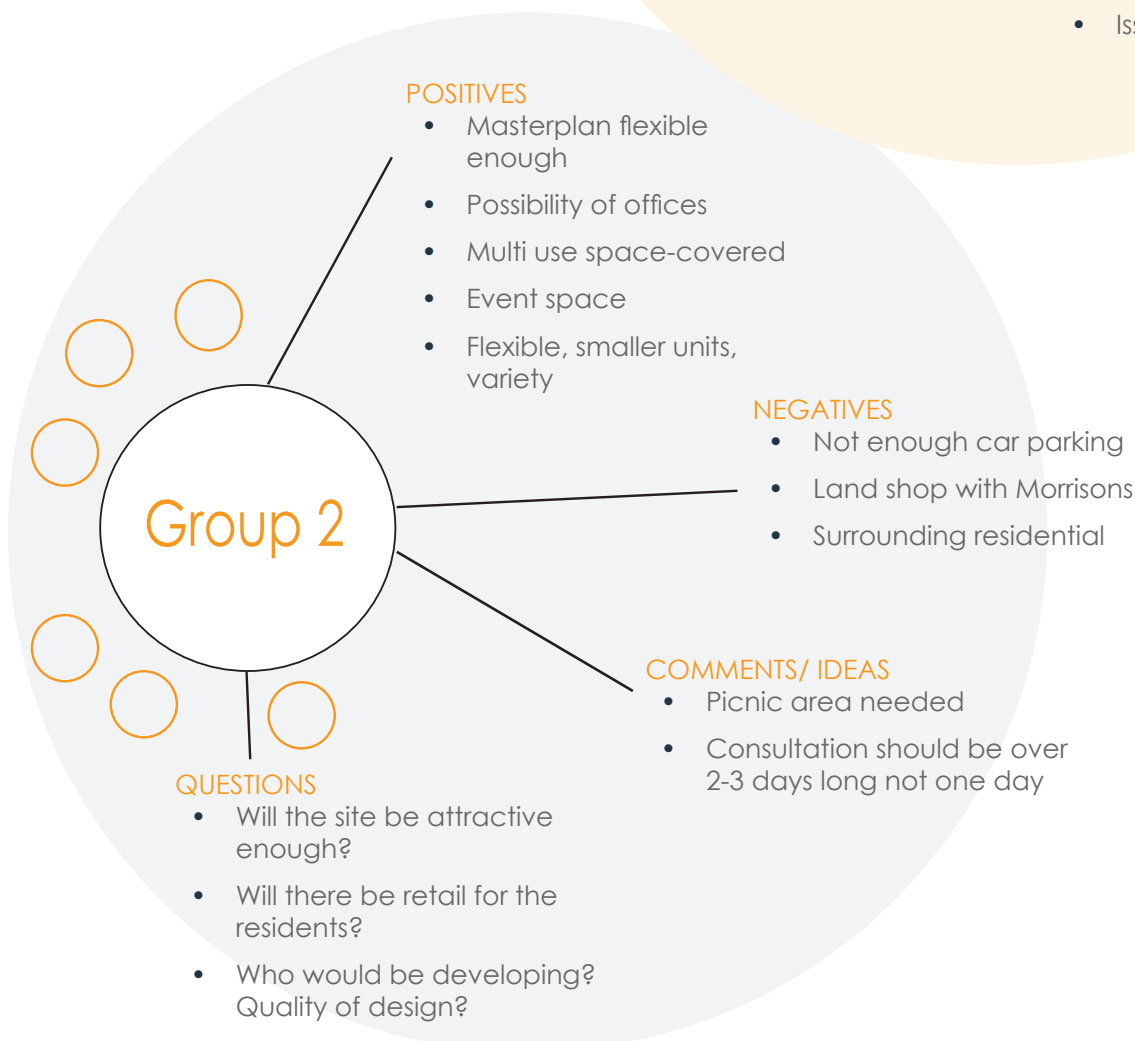 • Iss
POSITIVES
• Masterplan flexible
enough
• Possibility of offices
• Multi use space-covered
• Event space
• Flexible, smaller units,
variety
NEGATIVES
• Not enough car parking
• Land shop with Morrisons
• Surrounding residential
Group 2
COMMENTS/ IDEAS
• Picnic area needed
• Consultation should be over
2-3 days long not one day
QUESTIONS
• Will the site be attractive
enough?
• Will there be retail for the
residents?
• Who would be developing?
Quality of design?